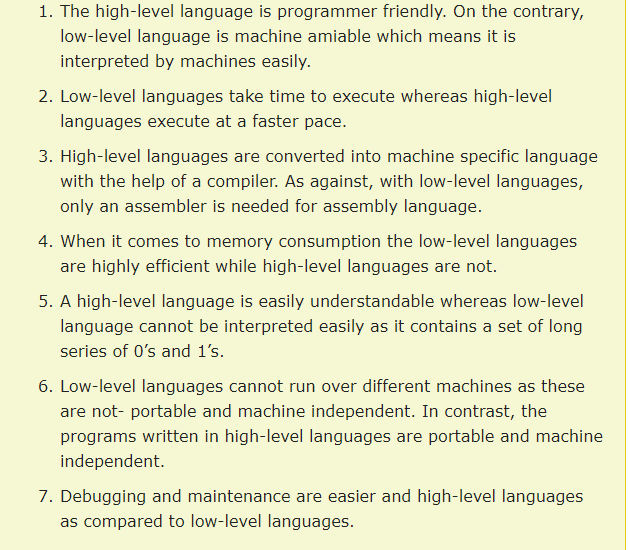 1. The high-level language is programmer friendly. On the contrary,
low-level language is machine amiable which means it is
interpreted by machines easily.
2. Low-level languages take time to execute whereas high-level
languages execute at a faster pace.
3. High-level languages are converted into machine specific language
with the help of a compiler. As against, with low-level languages,
only an assembler is needed for assembly language.
4. When it comes to memory consumption the low-level languages
are highly efficient while high-level languages are not.
5. A high-level language is easily understandable whereas low-level
language cannot be interpreted easily as it contains a set of long
series of 0’s and 1’s.
6. Low-level languages cannot run over different machines as these
are not- portable and machine independent. In contrast, the
programs written in high-level languages are portable and machine
independent.
7. Debugging and maintenance are easier and high-level languages
as compared to low-level languages.